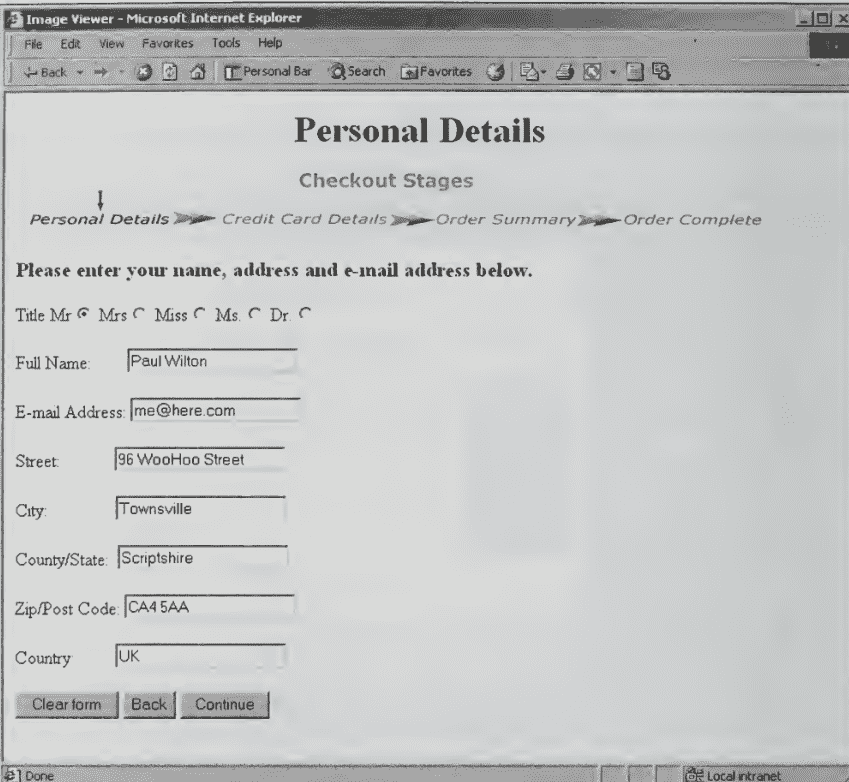 Image Viewer - Microsoft Internet Explorer
File Edit View Favorites Tools Help
Back Personal Bar Search Favorites
Personal Details
Checkout Stages
Personal Details Credit Card Details Order Summary Order Complete
Please enter your name, address and e-mail address below.
Title Mr Mrs Miss Ms. Dr.
Full Name: Paul Wilton
E-mail Address: me@here.com
Street: 96 WooHoo Street
City: Townsville
County/State: Scriptshire
Zip/Post Code: CA4 5AA
Country UK
Clear form Back Continue
Done Local intranet